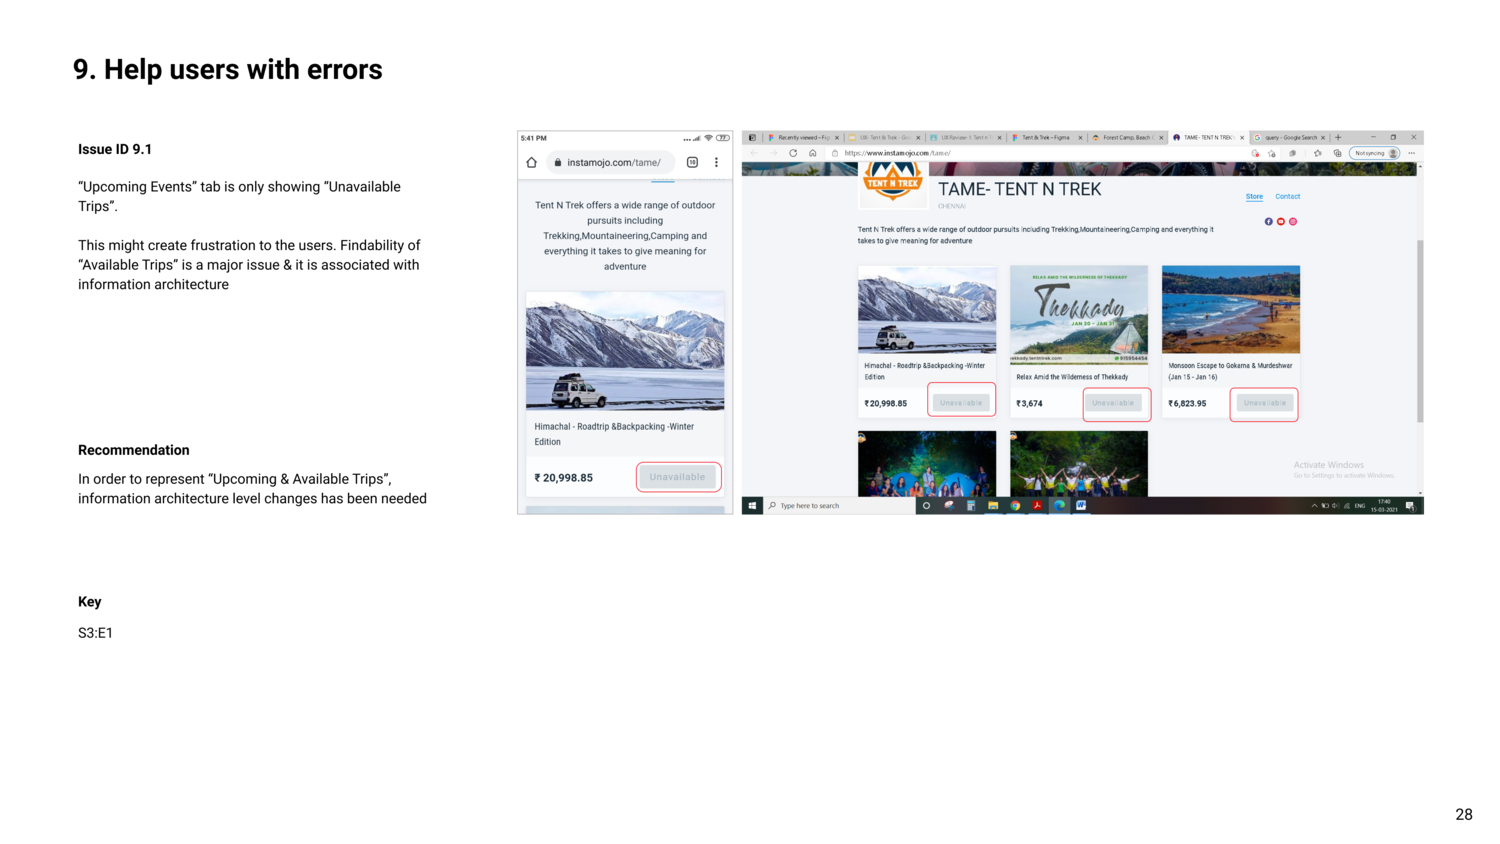 9. Help users with errors
Issue ID 9.1
“Upcoming Events” tab is only showing “Unavailable
Trips”.
This might create frustration to the users. Findability of
“Available Trips” is a major issue & it is associated with
information architecture
Recommendation
In order to represent “Upcoming & Available Trips”,
information architecture level changes has been needed
Key
S3:E1
5:41 PM
77
instamojo.com/tame/
Tent N Trek offers a wide range of outdoor
pursuits including
Trekking,Mountaineering,Camping and
everything it takes to give meaning for
adventure
Himachal - Roadtrip &Backpacking -Winter
Edition
₹ 20,998.85
Unavailable
Recently viewed – Fig
UX- Tent & Trek - Go
UX Review-1: Tent n T
Tent & Trek – Figma
Forest Camp, Beach
TAME- TENT N TREK
query - Google Search
https://www.instamojo.com/tame/
Not syncing
TENT N TREK
TAME- TENT N TREK
CHENNAI
Store
Contact
Tent N Trek offers a wide range of outdoor pursuits including Trekking,Mountaineering,Camping and everything it
takes to give meaning for adventure
RELAX AMID THE WILDERNESS OF THEKKADY
Thekkady
JAN 30 - JAN 31
Himachal - Roadtrip &Backpacking -Winter
Edition
₹20,998.85
Unavailable
Relax Amid the Wilderness of Thekkady
₹3,674
Unavailable
Monsoon Escape to Gokarna & Murdeshwar
(Jan 15 - Jan 16)
₹6,823.95
Unavailable
Activate Windows
Go to Settings to activate Windows.
Type here to search
ENG
17:40
15-03-2021
28